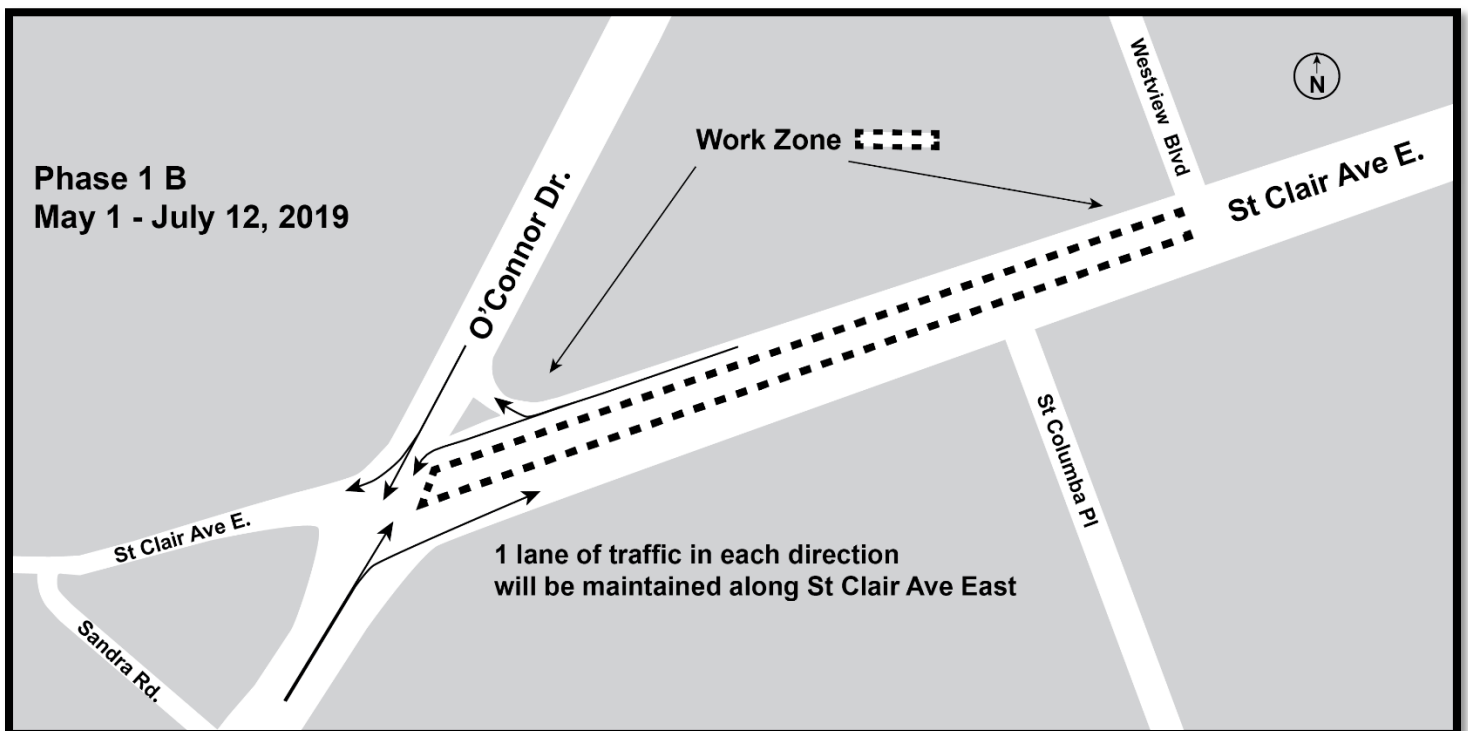 Phase 1 B
May 1 - July 12, 2019
Work Zone
Westview Blvd
N
St Clair Ave E.
O'Connor Dr.
St Columba Pl
St Clair Ave E.
1 lane of traffic in each direction
will be maintained along St Clair Ave East
Sandra Rd.